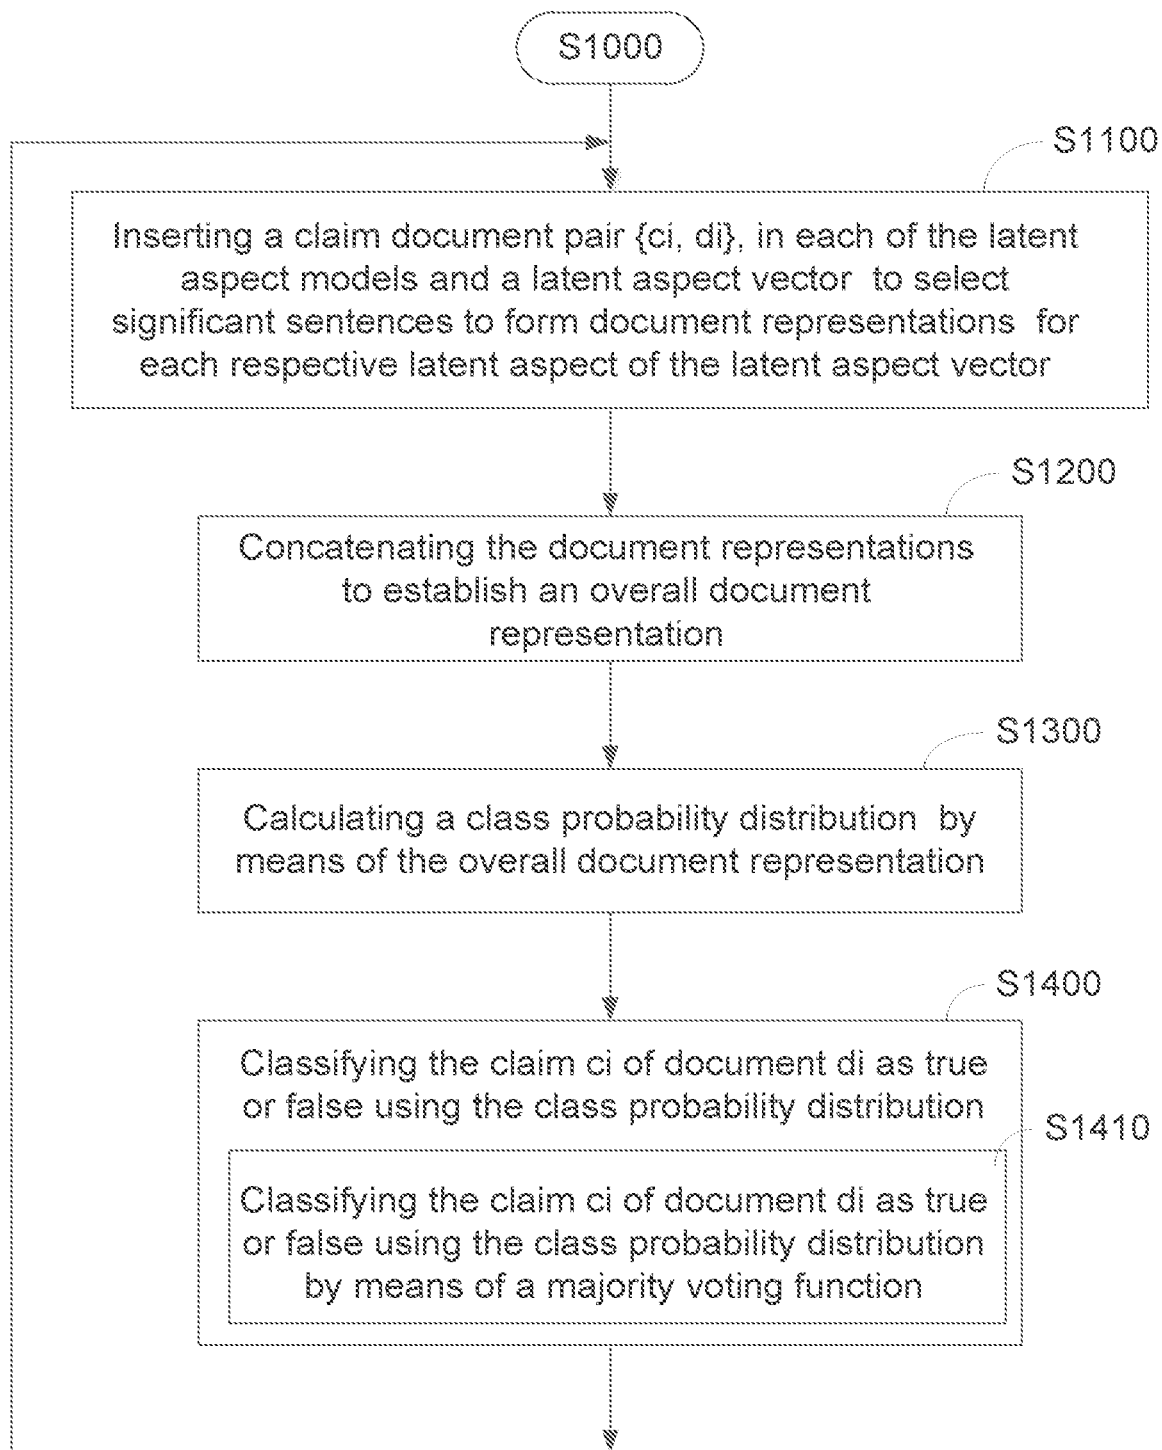 S1000
S1100
Inserting a claim document pair {ci, di}, in each of the latent
aspect models and a latent aspect vector to select
significant sentences to form document representations for
each respective latent aspect of the latent aspect vector
S1200
Concatenating the document representations
to establish an overall document
representation
S1300
Calculating a class probability distribution by
means of the overall document representation
S1400
Classifying the claim ci of document di as true
or false using the class probability distribution
S1410
Classifying the claim ci of document di as true
or false using the class probability distribution
by means of a majority voting function